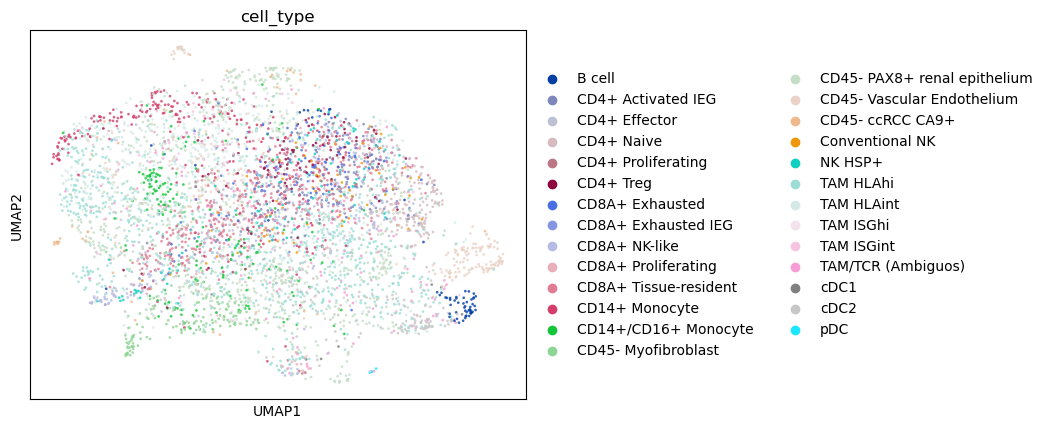 cell_type
UMAP2
UMAP1
B cell
CD4+ Activated IEG
CD4+ Effector
CD4+ Naive
CD4+ Proliferating
CD4+ Treg
CD8A+ Exhausted
CD8A+ Exhausted IEG
CD8A+ NK-like
CD8A+ Proliferating
CD8A+ Tissue-resident
CD14+ Monocyte
CD14+/CD16+ Monocyte
CD45- Myofibroblast
CD45- PAX8+ renal epithelium
CD45- Vascular Endothelium
CD45- ccRCC CA9+
Conventional NK
NK HSP+
TAM HLAhi
TAM HLAint
TAM ISGhi
TAM ISGint
TAM/TCR (Ambiguos)
cDC1
cDC2
pDC